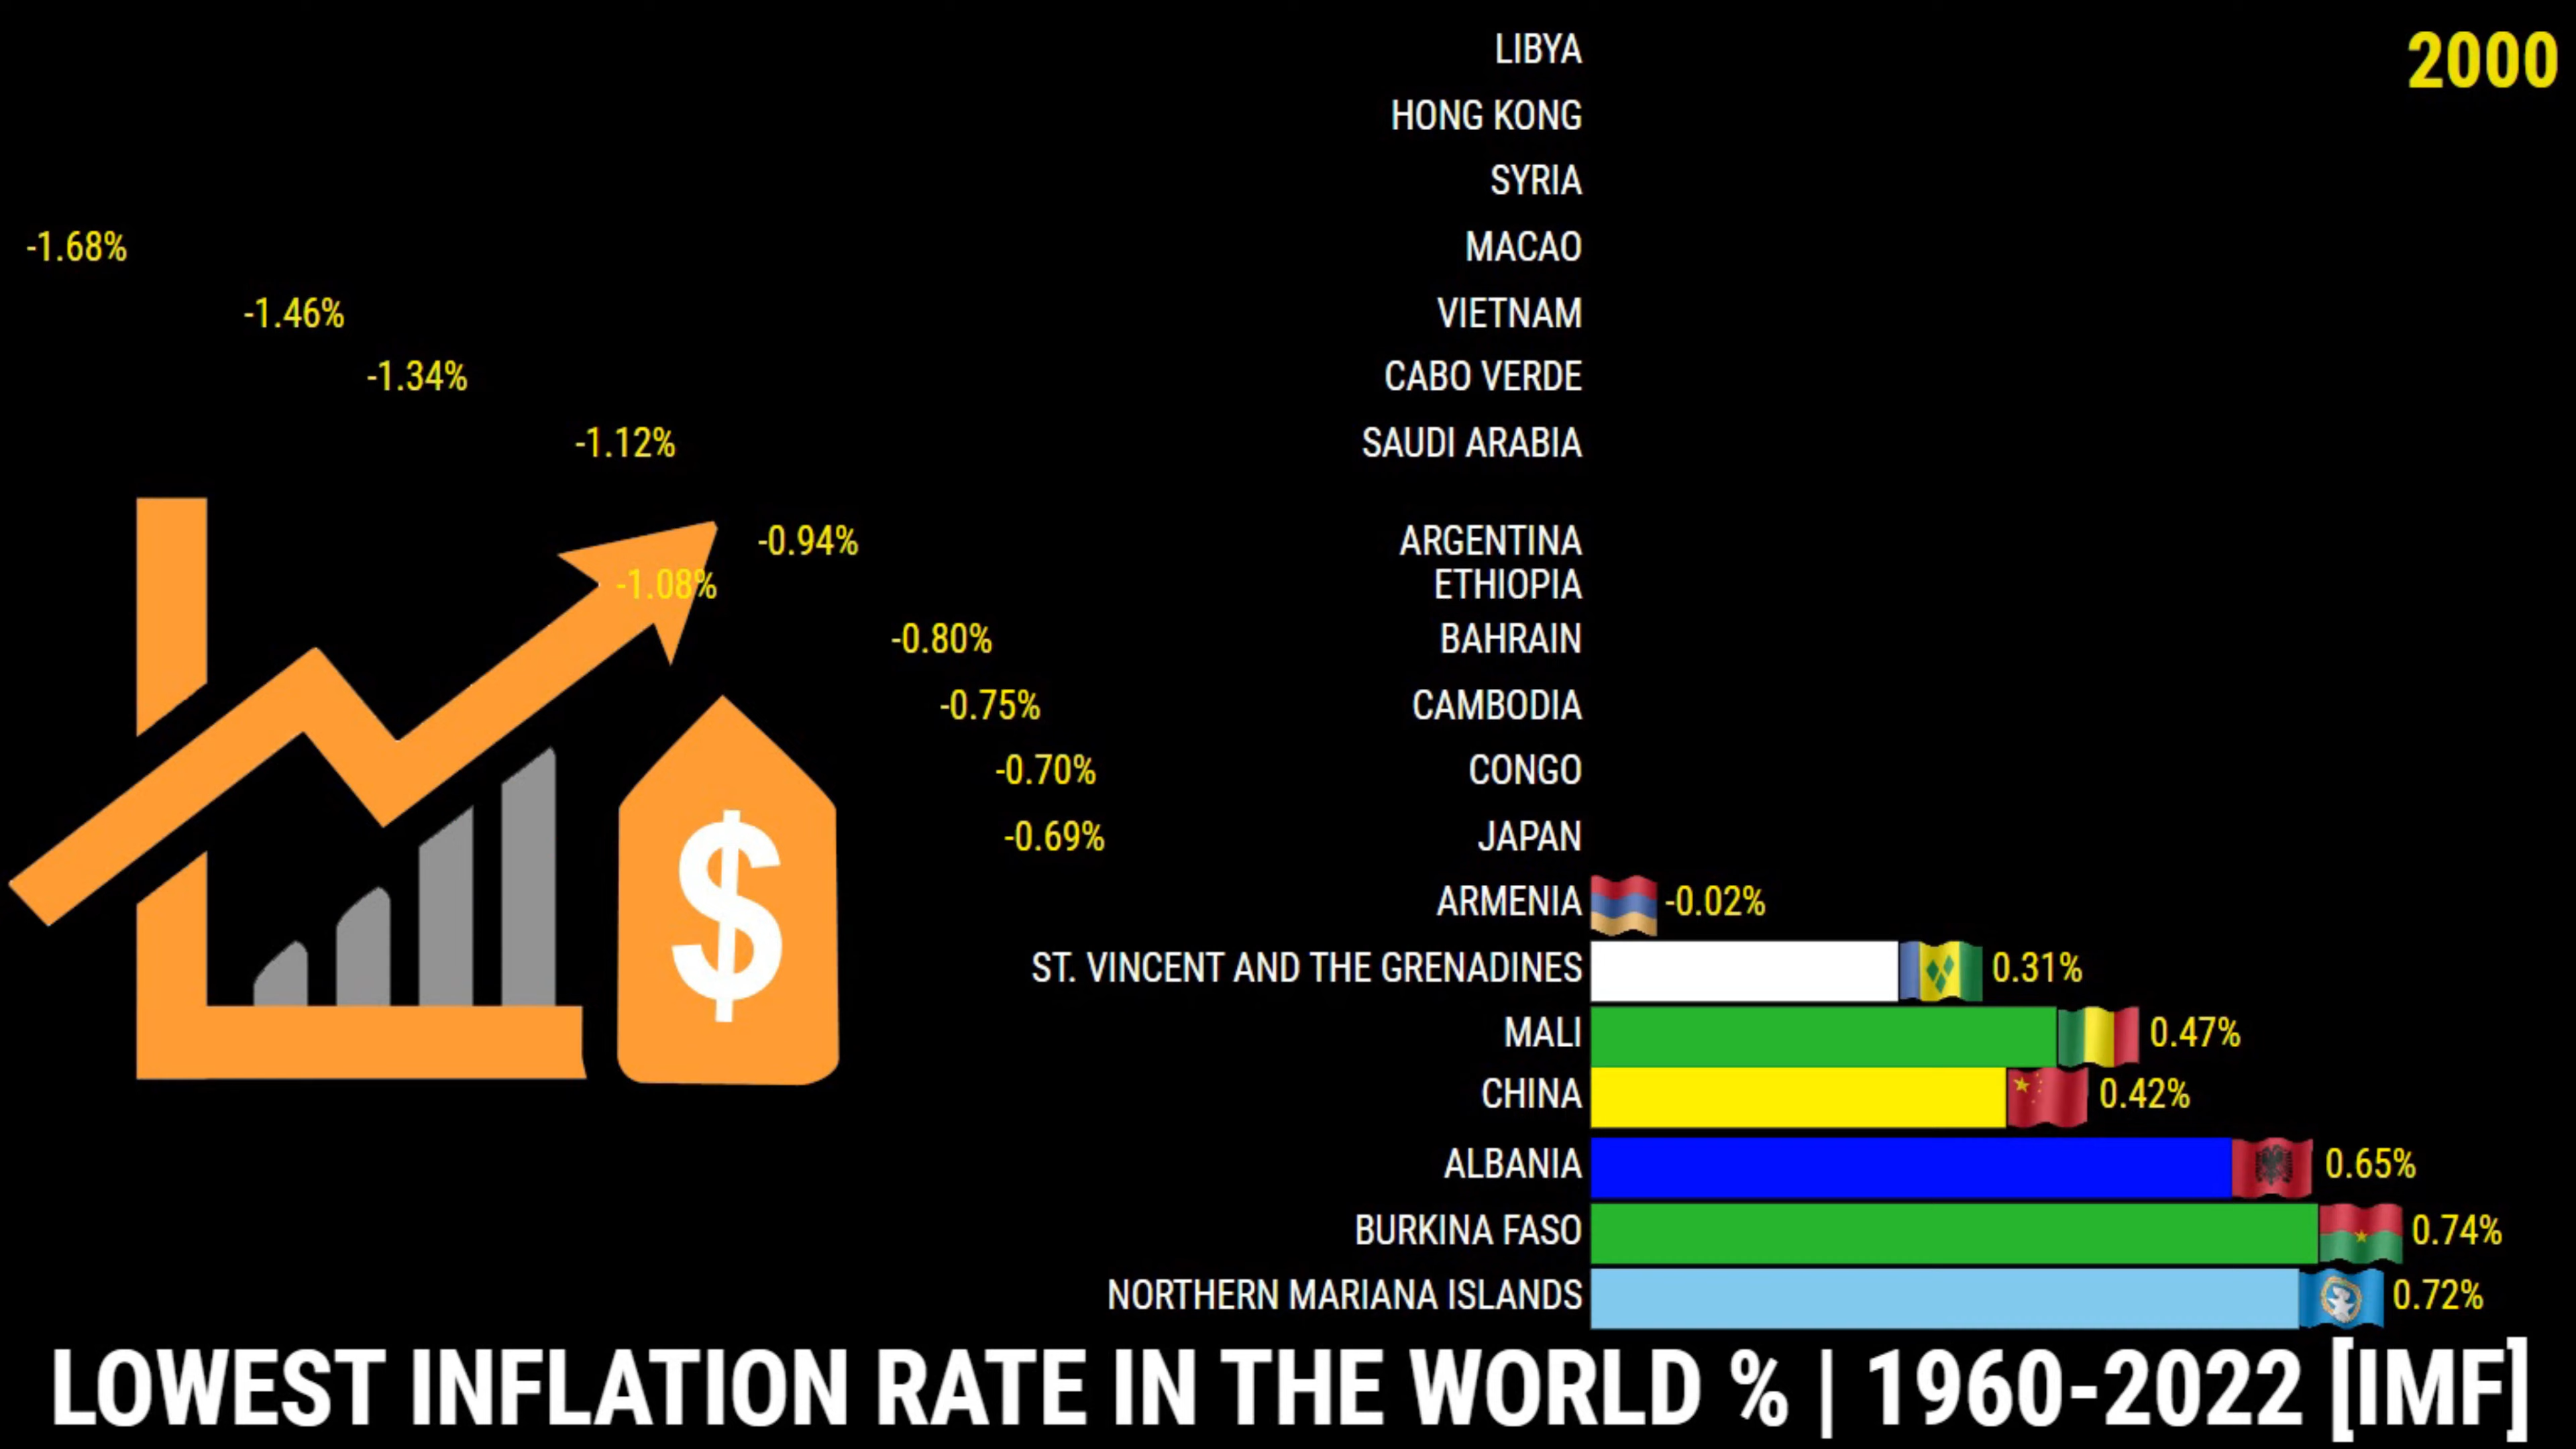 LIBYA
2000
HONG KONG
SYRIA
-1.68% MACAO
-1.46% VIETNAM
-1.34% CABO VERDE
-1.12% SAUDI ARABIA
-0.94% ARGENTINA
-1.08% ETHIOPIA
-0.80% BAHRAIN
-0.75% CAMBODIA
-0.70% CONGO
-0.69% JAPAN
ARMENIA -0.02%
ST. VINCENT AND THE GRENADINES 0.31%
MALI 0.47%
CHINA 0.42%
ALBANIA 0.65%
BURKINA FASO 0.74%
NORTHERN MARIANA ISLANDS 0.72%
$
LOWEST INFLATION RATE IN THE WORLD % | 1960-2022 [IMF]